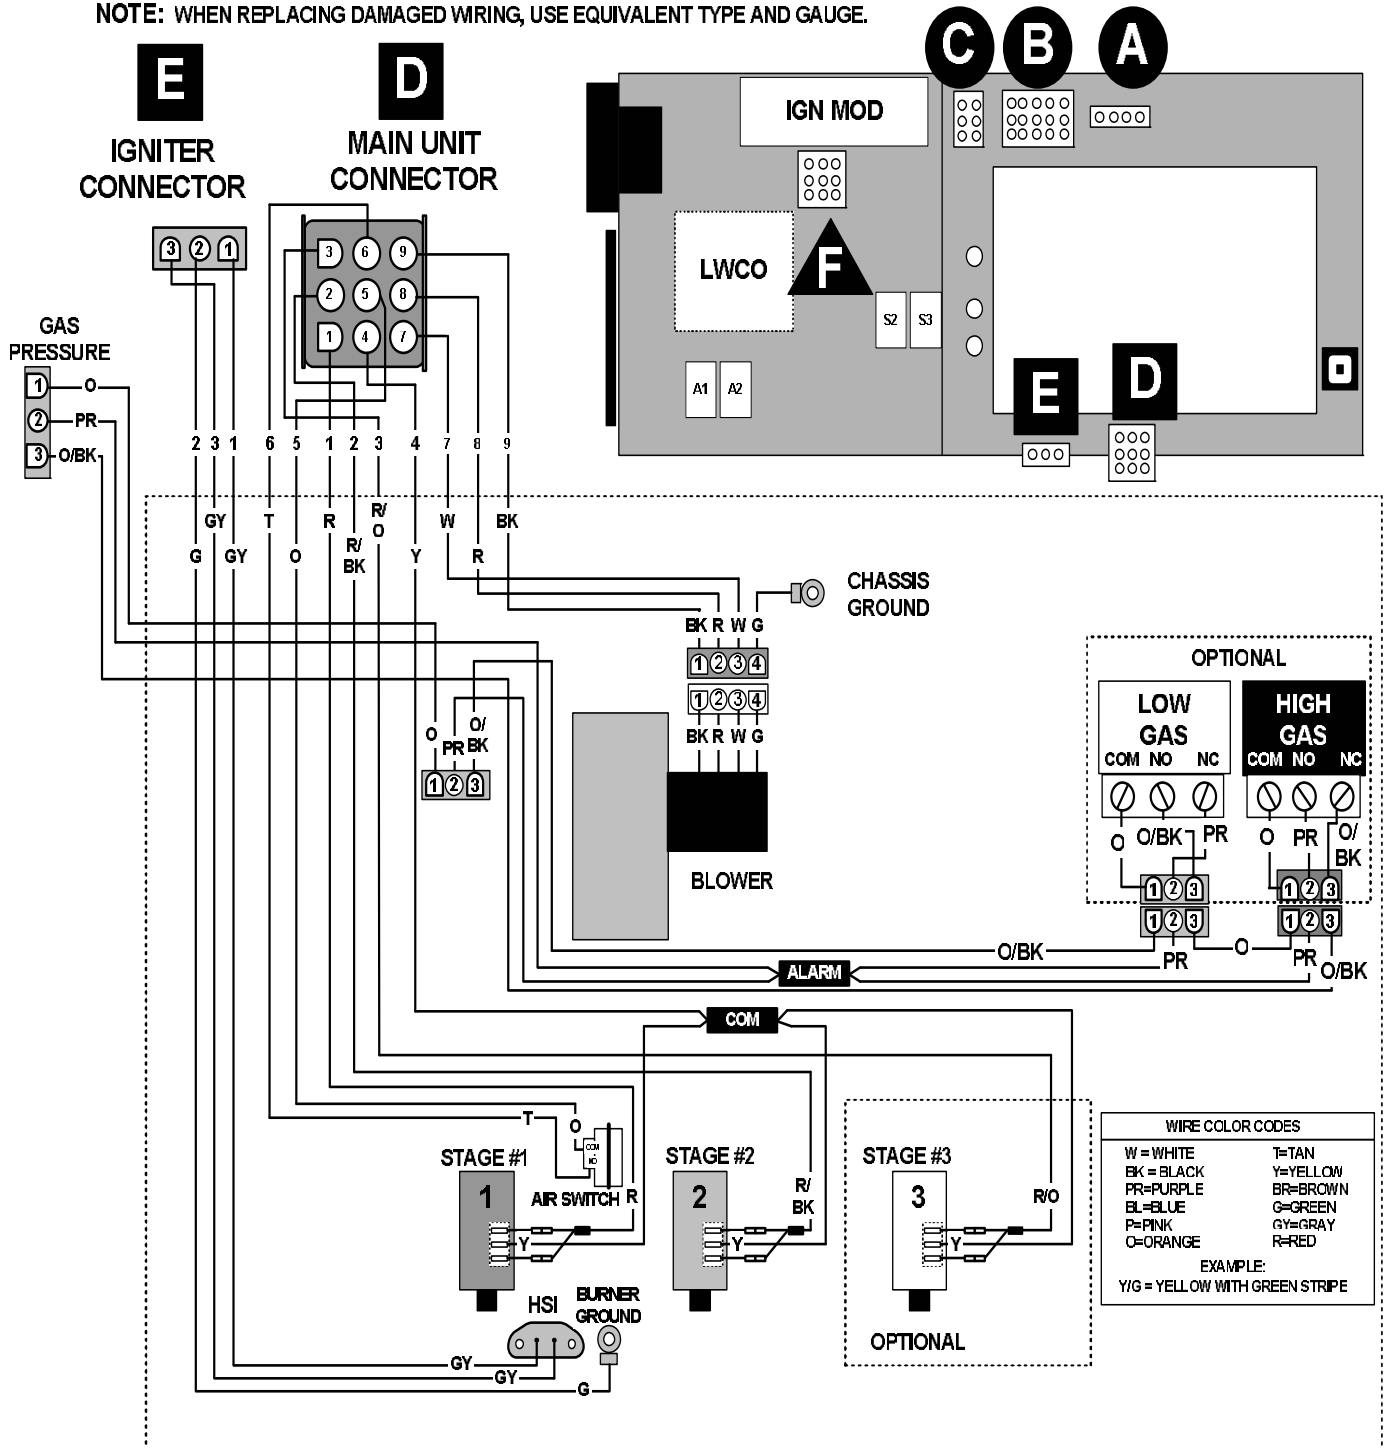 NOTE: WHEN REPLACING DAMAGED WIRING, USE EQUIVALENT TYPE AND GAUGE.
E
D
C
B
A
IGNITER
CONNECTOR
MAIN UNIT
CONNECTOR
IGN MOD
LWCO
F
S2
S3
A1
A2
E
D
3 2 1
3 6 9
2 5 8
1 4 7
GAS
PRESSURE
1
O
2
PR
3
O/BK
2 3 1 6 5 1 2 3 4 7 8 9
GY
T
R
R/
O
W
BK
G
GY
O
R/
BK
Y
R
CHASSIS
GROUND
BK R W G
1 2 3 4
1 2 3 4
BK R W G
BLOWER
O
PR
O/
BK
1 2 3
OPTIONAL
LOW
GAS
COM NO NC
HIGH
GAS
COM NO NC
O
O/BK
PR
O
PR
O/
BK
1 2 3
1 2 3
1 2 3
1 2 3
O/BK
PR
O
PR
O/BK
ALARM
COM
T
O
COM
NO
AIR SWITCH
STAGE #1
1
R
Y
STAGE #2
2
R/
BK
Y
STAGE #3
3
R/O
Y
OPTIONAL
HSI
BURNER
GROUND
GY
GY
G
WIRE COLOR CODES
W = WHITE T=TAN
BK = BLACK Y=YELLOW
PR=PURPLE BR=BROWN
BL=BLUE G=GREEN
P=PINK GY=GRAY
O=ORANGE R=RED
EXAMPLE:
Y/G = YELLOW WITH GREEN STRIPE